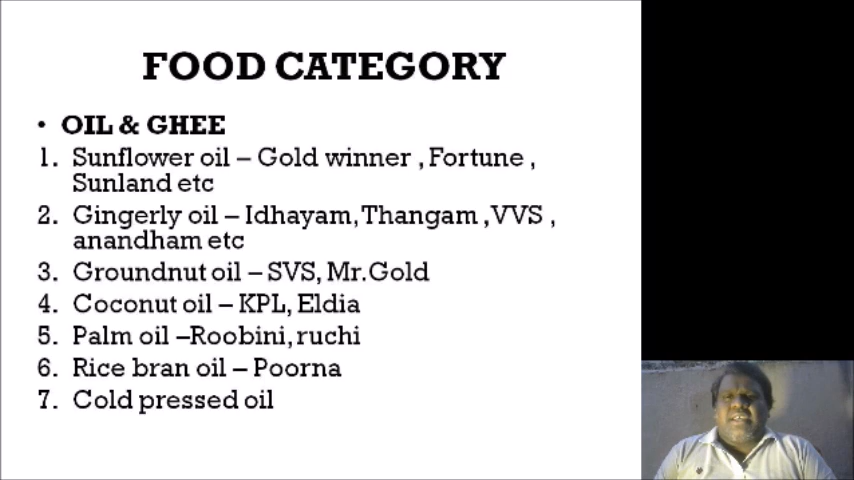 FOOD CATEGORY
• OIL & GHEE
1. Sunflower oil – Gold winner , Fortune ,
Sunland etc
2. Gingerly oil – Idhayam, Thangam ,VVS ,
anandham etc
3. Groundnut oil – SVS, Mr.Gold
4. Coconut oil – KPL, Eldia
5. Palm oil –Roobini, ruchi
6. Rice bran oil – Poorna
7. Cold pressed oil